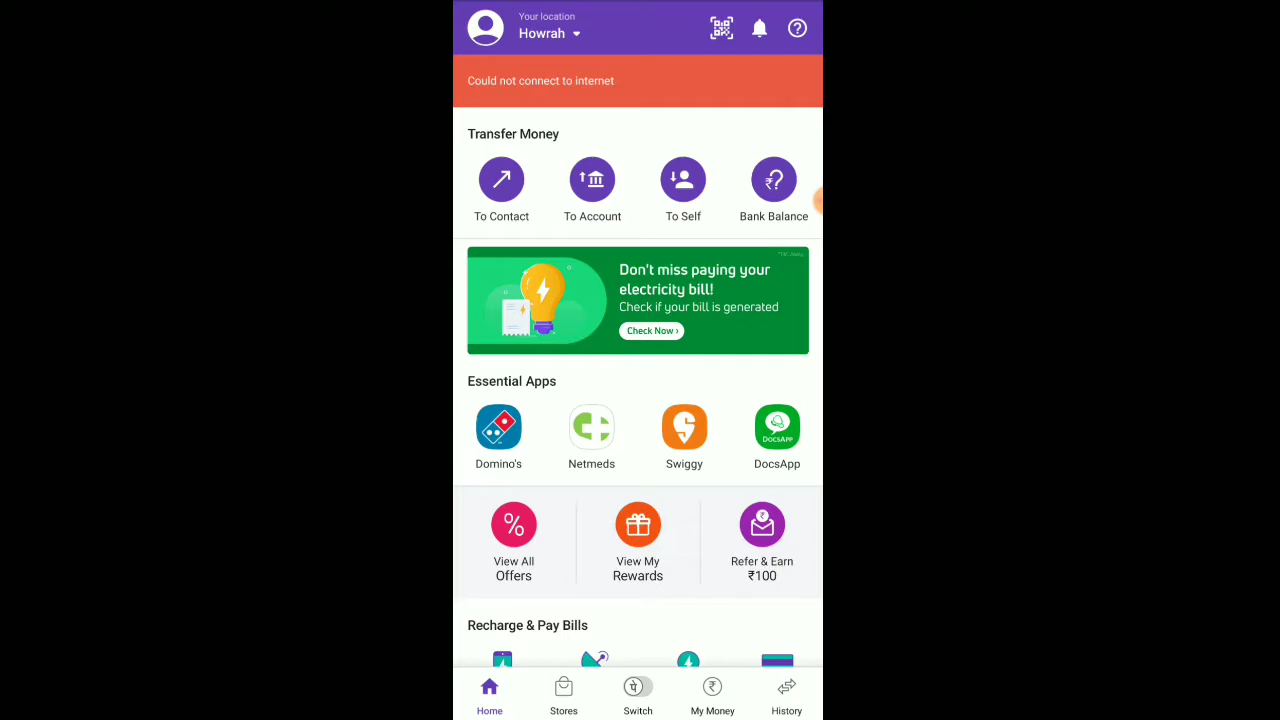 Your location
Howrah
Could not connect to internet
Transfer Money
To Contact
To Account
To Self
Bank Balance
Don't miss paying your
electricity bill!
Check if your bill is generated
Check Now ›
Essential Apps
DOCSAPP
Domino's
Netmeds
Swiggy
DocsApp
View All
Offers
View My
Rewards
Refer & Earn
₹100
Recharge & Pay Bills
Home
Stores
Switch
My Money
History